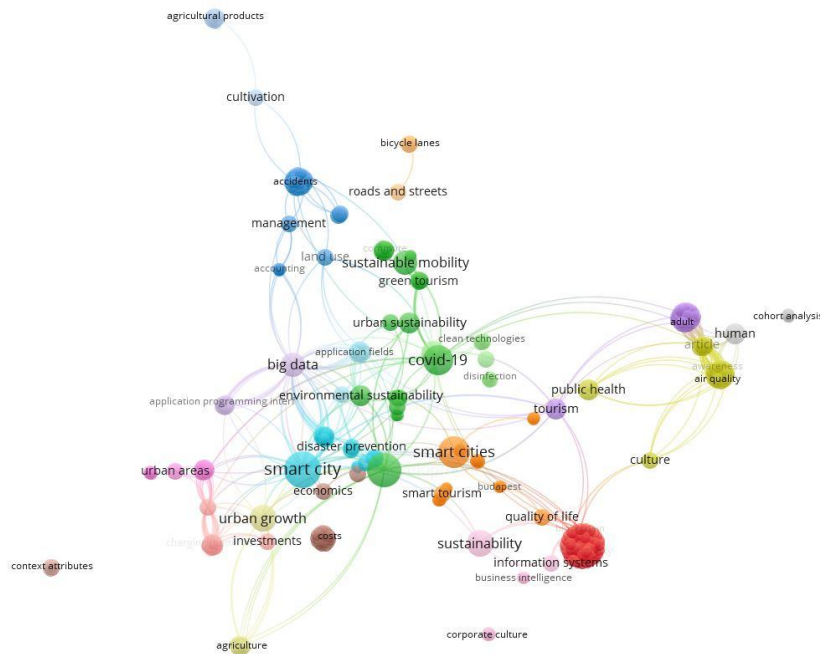 agricultural products
cultivation
bicycle lanes
accidents
roads and streets
management
land use
sustainable mobility
accounting
green tourism
urban sustainability
adult
cohort analysis
human
clean technologies
article
application fields
covid-19
big data
awareness
disinfection
air quality
public health
environmental sustainability
application programming inter
tourism
disaster prevention
smart cities
culture
urban areas
smart city
economics
smart tourism
budapest
urban growth
quality of life
costs
investments
sustainability
information systems
context attributes
business intelligence
corporate culture
agriculture